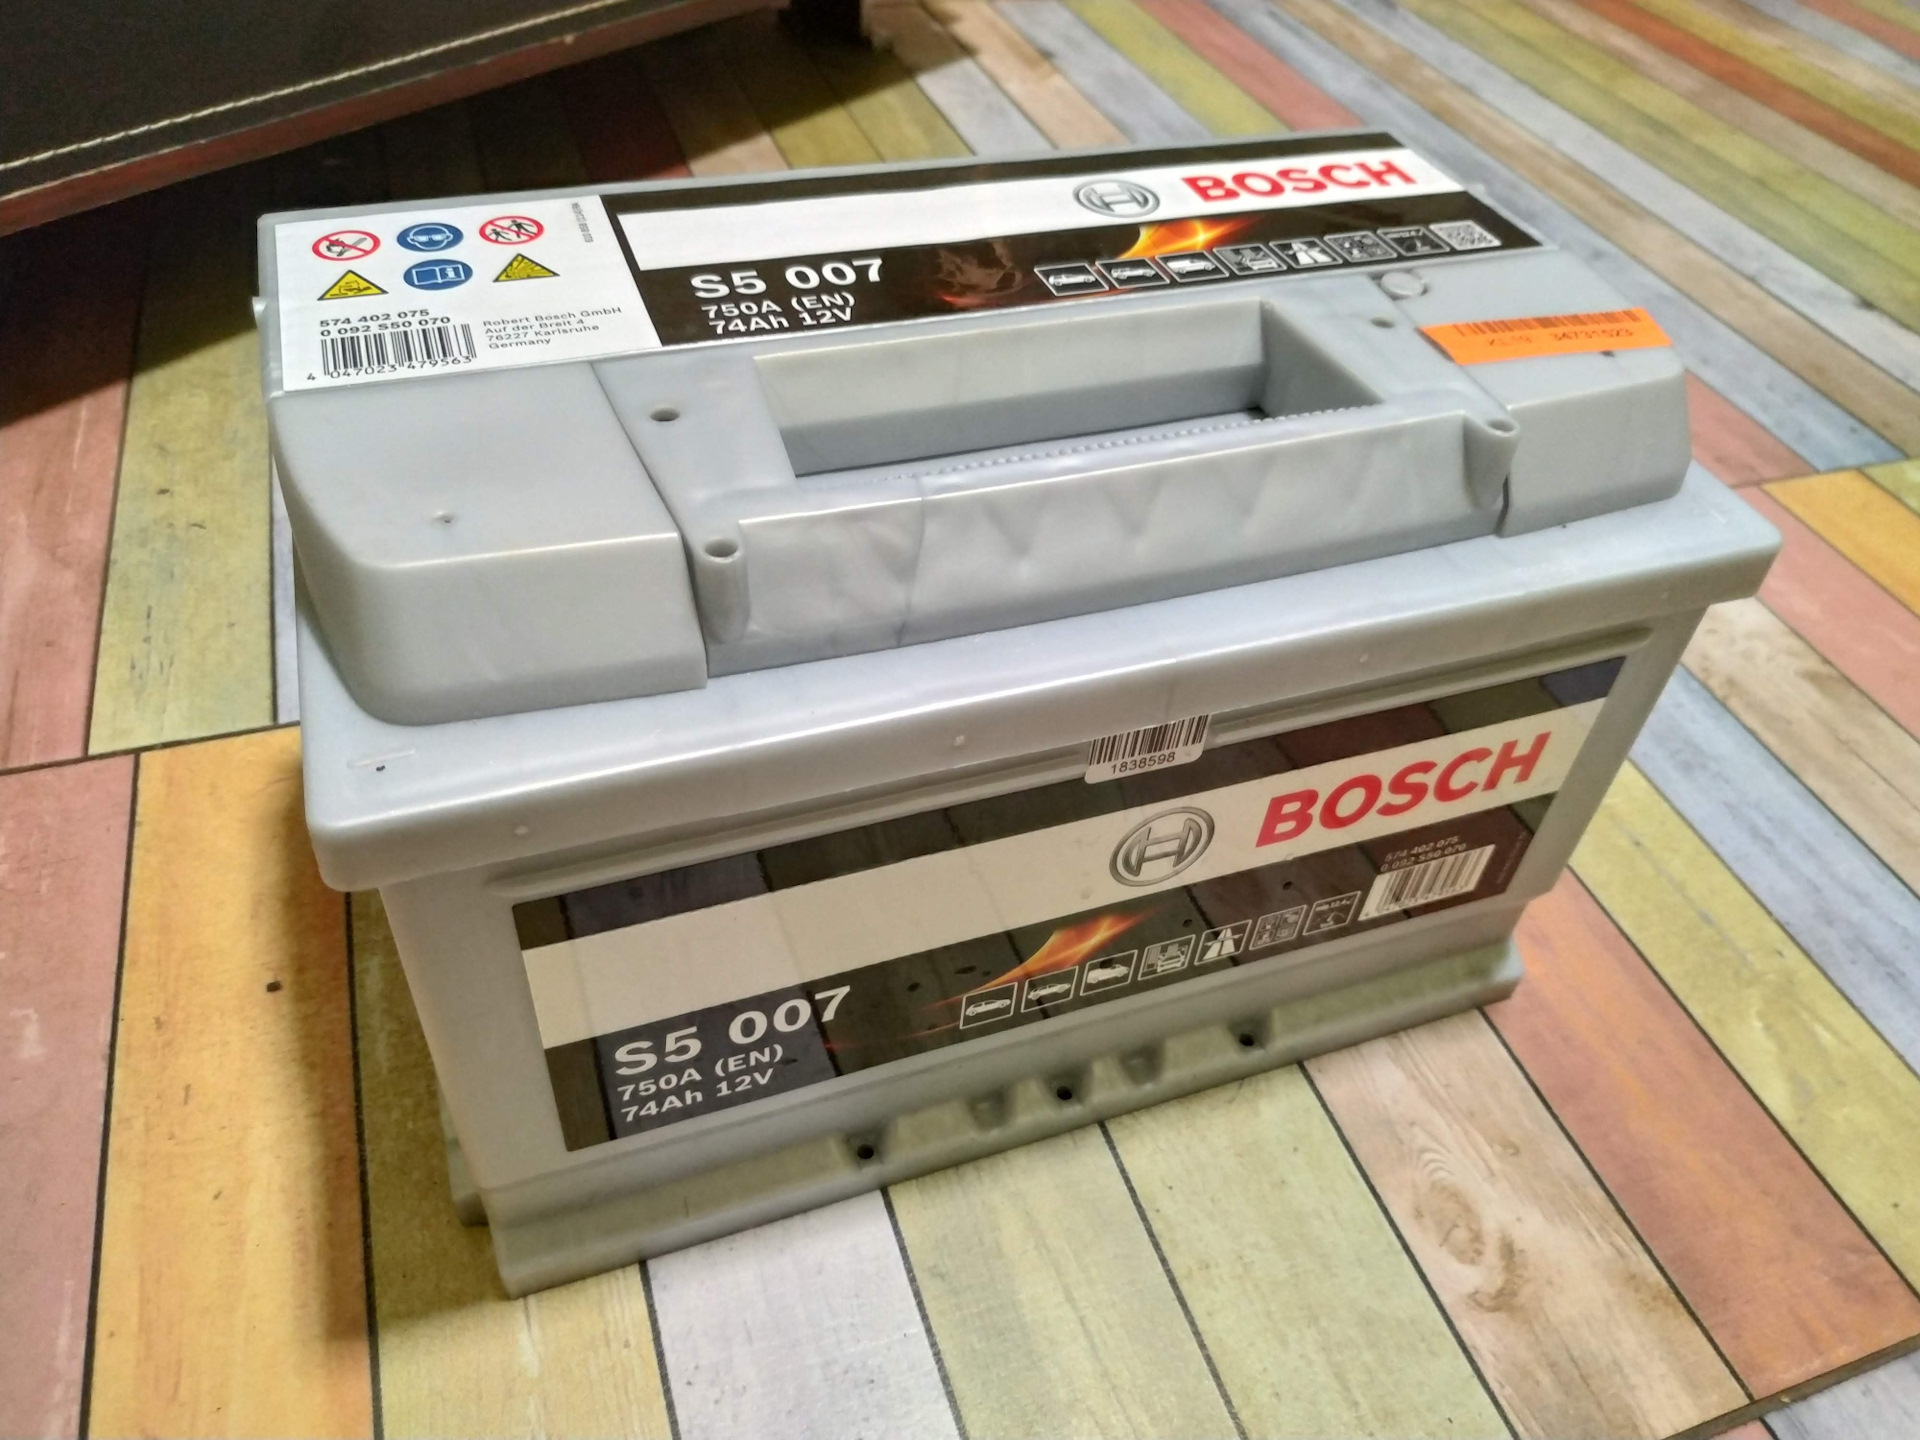 BOSCH
S5 007
750A (EN)
74Ah 12V
574 402 075
0 092 S50 070
4 047023 479563
Robert Bosch GmbH
Auf der Breit 4
76227 Karlsruhe
Germany
34731523
1838598
BOSCH
574 402 075
0 092 S50 070
S5 007
750A (EN)
74Ah 12V